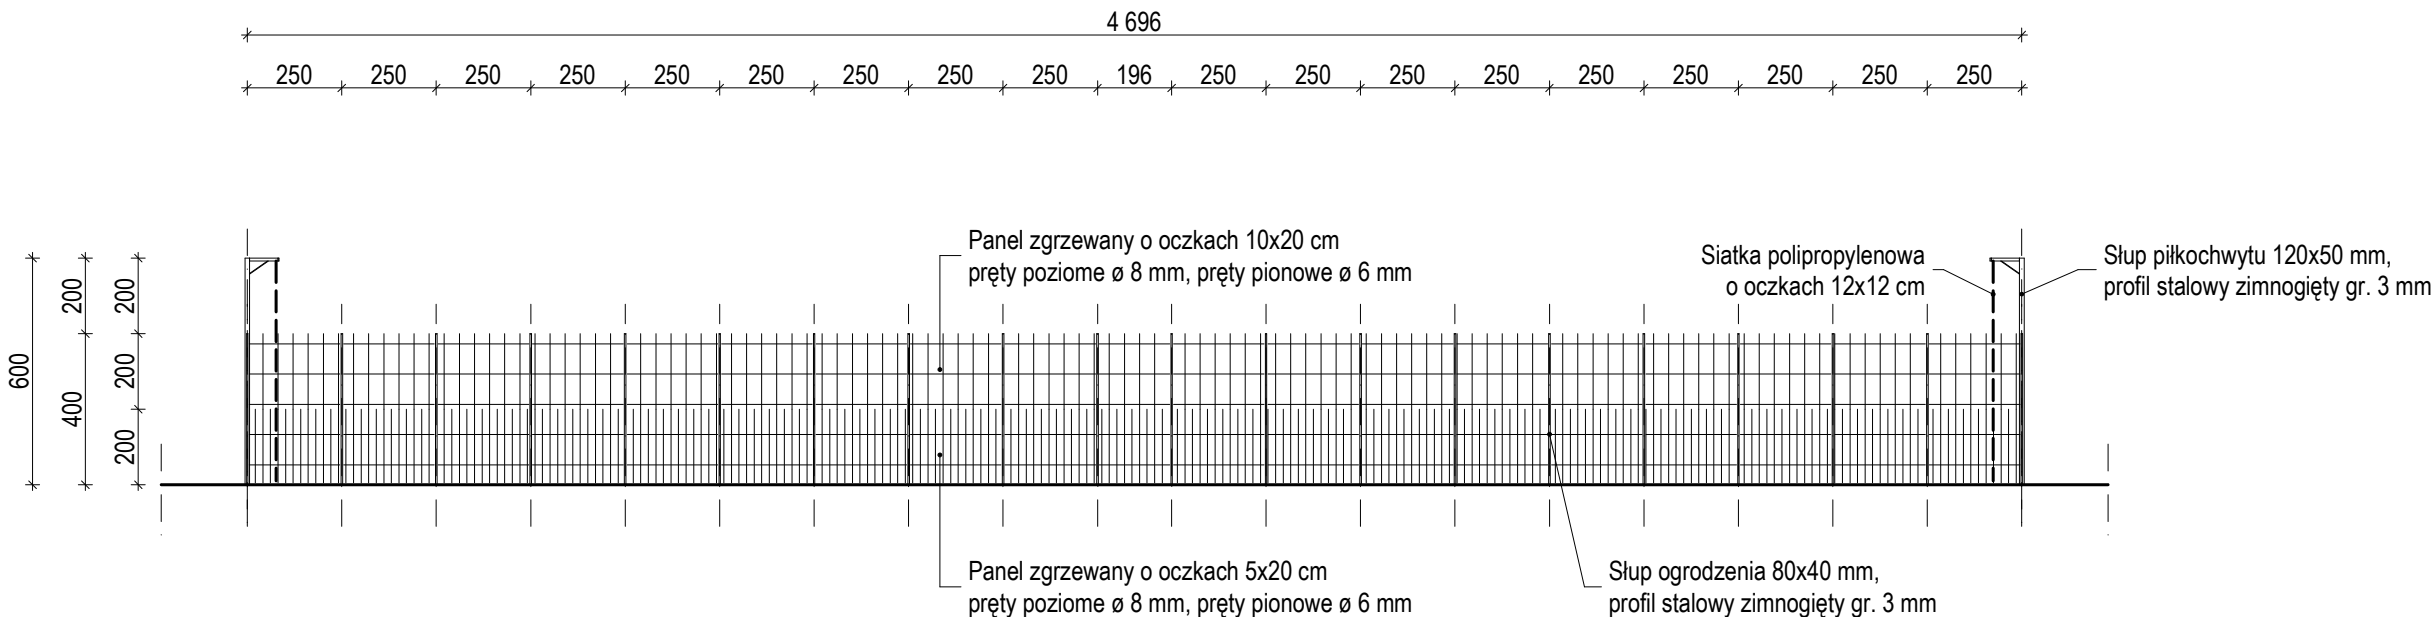 4 696
250 250 250 250 250 250 250 250 250 196 250 250 250 250 250 250 250 250 250
Panel zgrzewany o oczkach 10x20 cm
pręty poziome ø 8 mm, pręty pionowe ø 6 mm
Siatka polipropylenowa
o oczkach 12x12 cm
Słup piłkochwytu 120x50 mm,
profil stalowy zimnogięty gr. 3 mm
600
200
400
200
200
200
Panel zgrzewany o oczkach 5x20 cm
pręty poziome ø 8 mm, pręty pionowe ø 6 mm
Słup ogrodzenia 80x40 mm,
profil stalowy zimnogięty gr. 3 mm